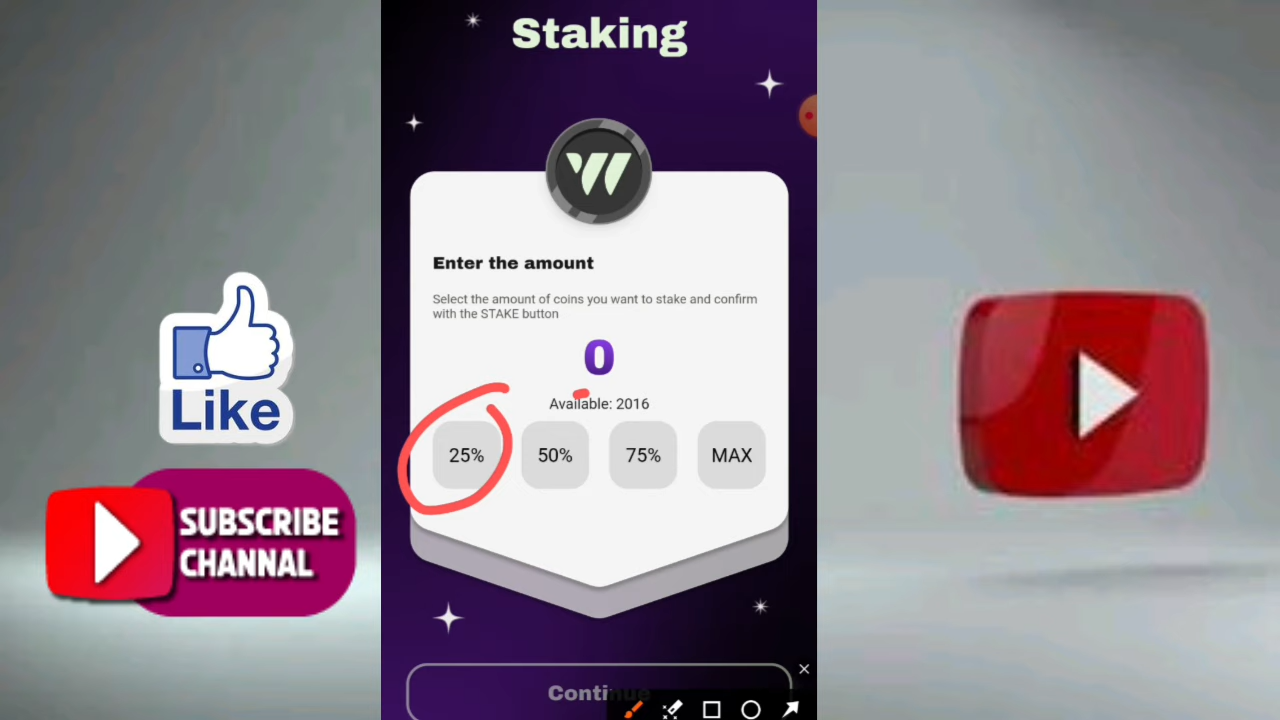 Staking
Enter the amount
Select the amount of coins you want to stake and confirm
with the STAKE button
0
Available: 2016
25% 50% 75% MAX
Continue
Like
SUBSCRIBE
CHANNAL